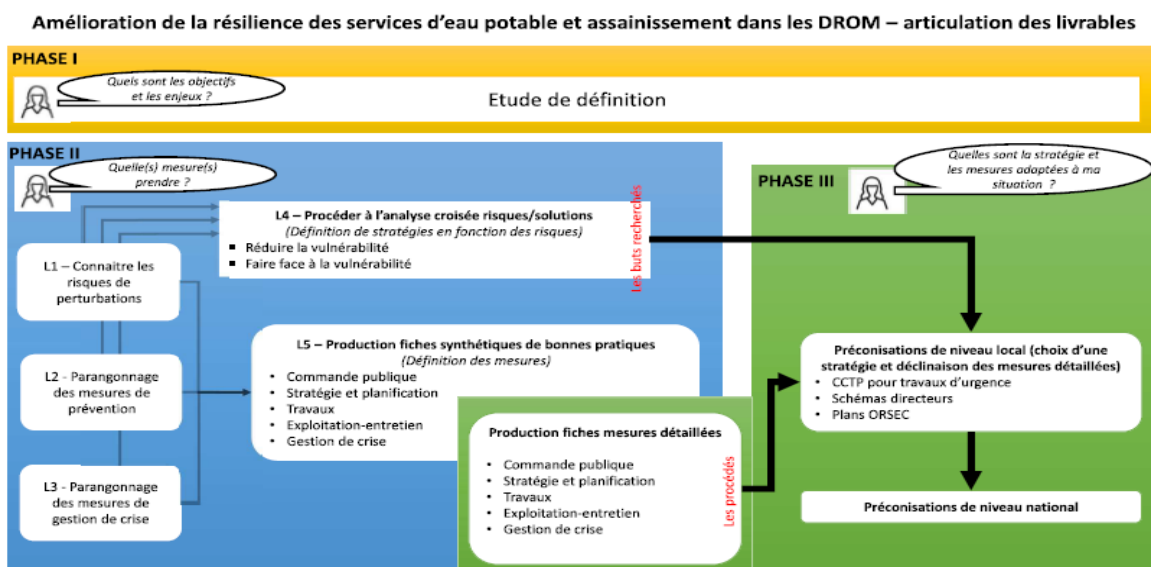 Amélioration de la résilience des services d'eau potable et assainissement dans les DROM – articulation des livrables
PHASE I
Quels sont les objectifs
et les enjeux ?
Etude de définition
PHASE II
Quelle(s) mesure(s)
prendre ?
L4 – Procéder à l'analyse croisée risques/solutions
(Définition de stratégies en fonction des risques)
▪ Réduire la vulnérabilité
▪ Faire face à la vulnérabilité
Les buts recherchés
L1 – Connaitre les
risques de
perturbations
L2 - Parangonnage
des mesures de
prévention
L3 - Parangonnage
des mesures de
gestion de crise
L5 – Production fiches synthétiques de bonnes pratiques
(Définition des mesures)
• Commande publique
• Stratégie et planification
• Travaux
• Exploitation-entretien
• Gestion de crise
Production fiches mesures détaillées
• Commande publique
• Stratégie et planification
• Travaux
• Exploitation-entretien
• Gestion de crise
Les procédés
PHASE III
Quelles sont la stratégie et
les mesures adaptées à ma
situation ?
Préconisations de niveau local (choix d'une
stratégie et déclinaison des mesures détaillées)
• CCTP pour travaux d'urgence
• Schémas directeurs
• Plans ORSEC
Préconisations de niveau national